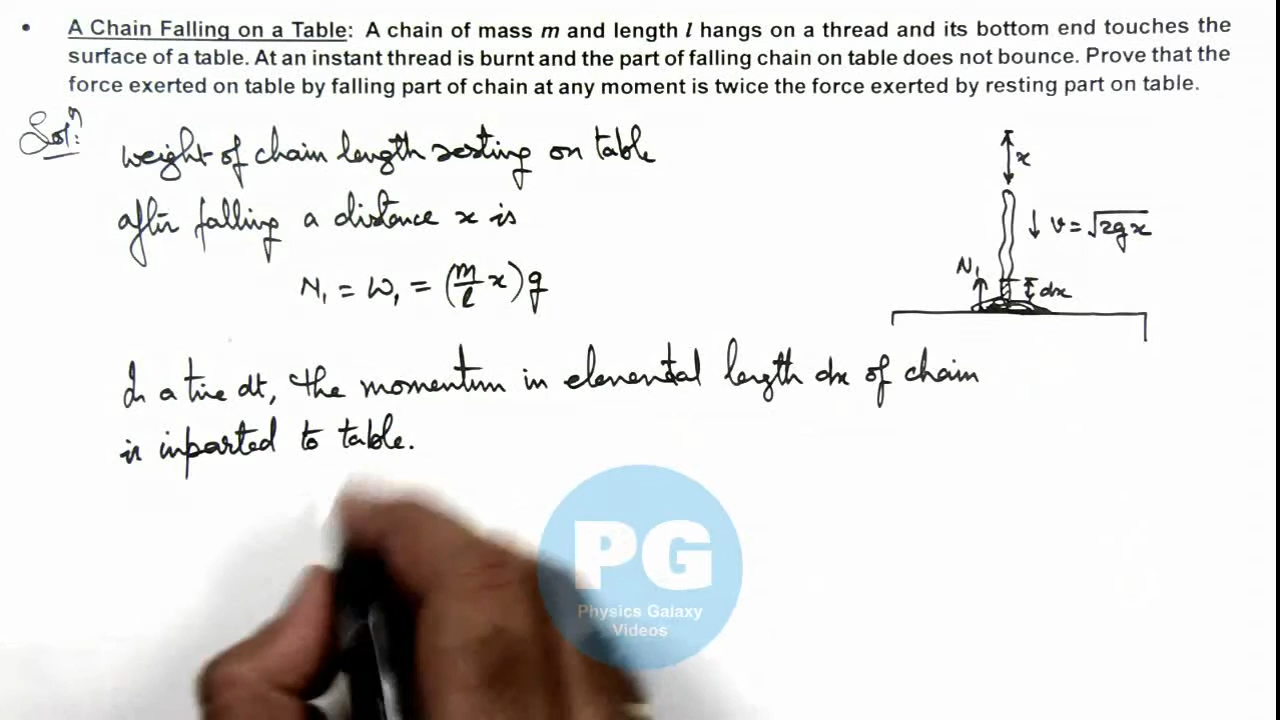 • A Chain Falling on a Table: A chain of mass m and length l hangs on a thread and its bottom end touches the
surface of a table. At an instant thread is burnt and the part of falling chain on table does not bounce. Prove that the
force exerted on table by falling part of chain at any moment is twice the force exerted by resting part on table.
Solⁿ:
weight of chain length resting on table
after falling a distance x is
N₁ = W₁ = (m/l x)g
x
v = √2gx
N₁
dx
In a time dt, the momentum in elemental length dx of chain
is imparted to table.
PG
Physics Galaxy
Videos